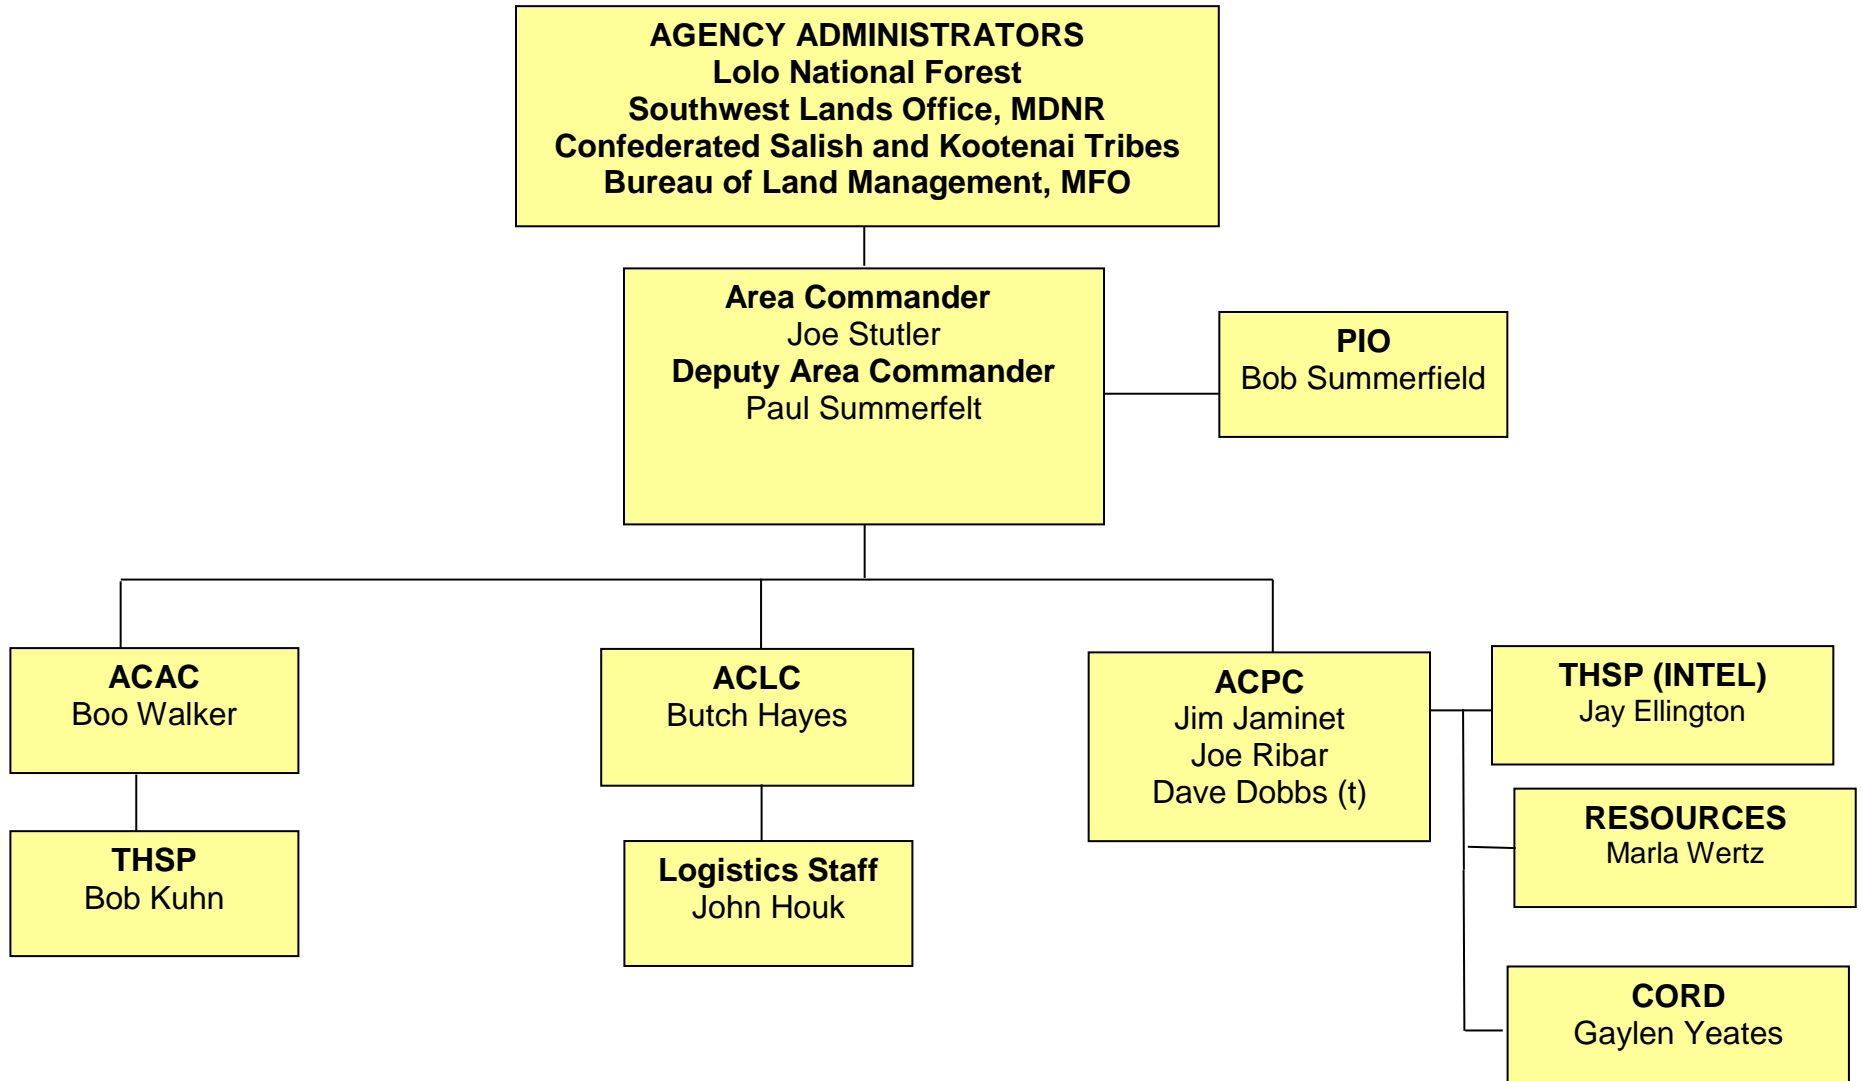 AGENCY ADMINISTRATORS
Lolo National Forest
Southwest Lands Office, MDNR
Confederated Salish and Kootenai Tribes
Bureau of Land Management, MFO
Area Commander
Joe Stutler
Deputy Area Commander
Paul Summerfelt
PIO
Bob Summerfield
ACAC
Boo Walker
THSP
Bob Kuhn
ACLC
Butch Hayes
Logistics Staff
John Houk
ACPC
Jim Jaminet
Joe Ribar
Dave Dobbs (t)
THSP (INTEL)
Jay Ellington
RESOURCES
Marla Wertz
CORD
Gaylen Yeates